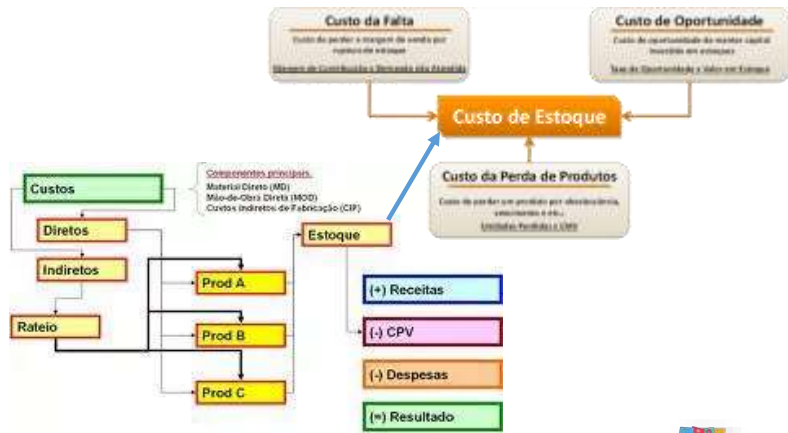 Custo da Falta
Custo de perder a margem da venda por
ruptura de estoque
Margem de Contribuição x Demanda não Atendida
Custo de Oportunidade
Custo de oportunidade de manter capital
investido em estoques
Taxa de Oportunidade x Valor em Estoque
Custo de Estoque
Custo da Perda de Produtos
Custo de perder um produto por obsolescência,
vencimento e etc..
Unidades Perdidas x CMV
Componentes principais.
Material Direto (MD)
Mão-de-Obra Direta (MOD)
Custos Indiretos de Fabricação (CIF)
Custos
Diretos
Indiretos
Rateio
Prod A
Prod B
Prod C
Estoque
(+) Receitas
(-) CPV
(-) Despesas
(=) Resultado